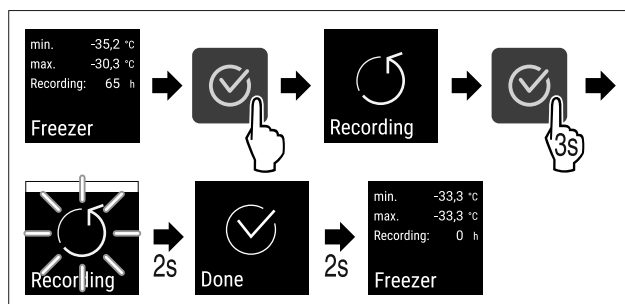 min. -35,2 °C
max. -30,3 °C
Recording: 65 h
Freezer
Recording
3s
Recording
2s
Done
2s
min. -33,3 °C
max. -33,3 °C
Recording: 0 h
Freezer